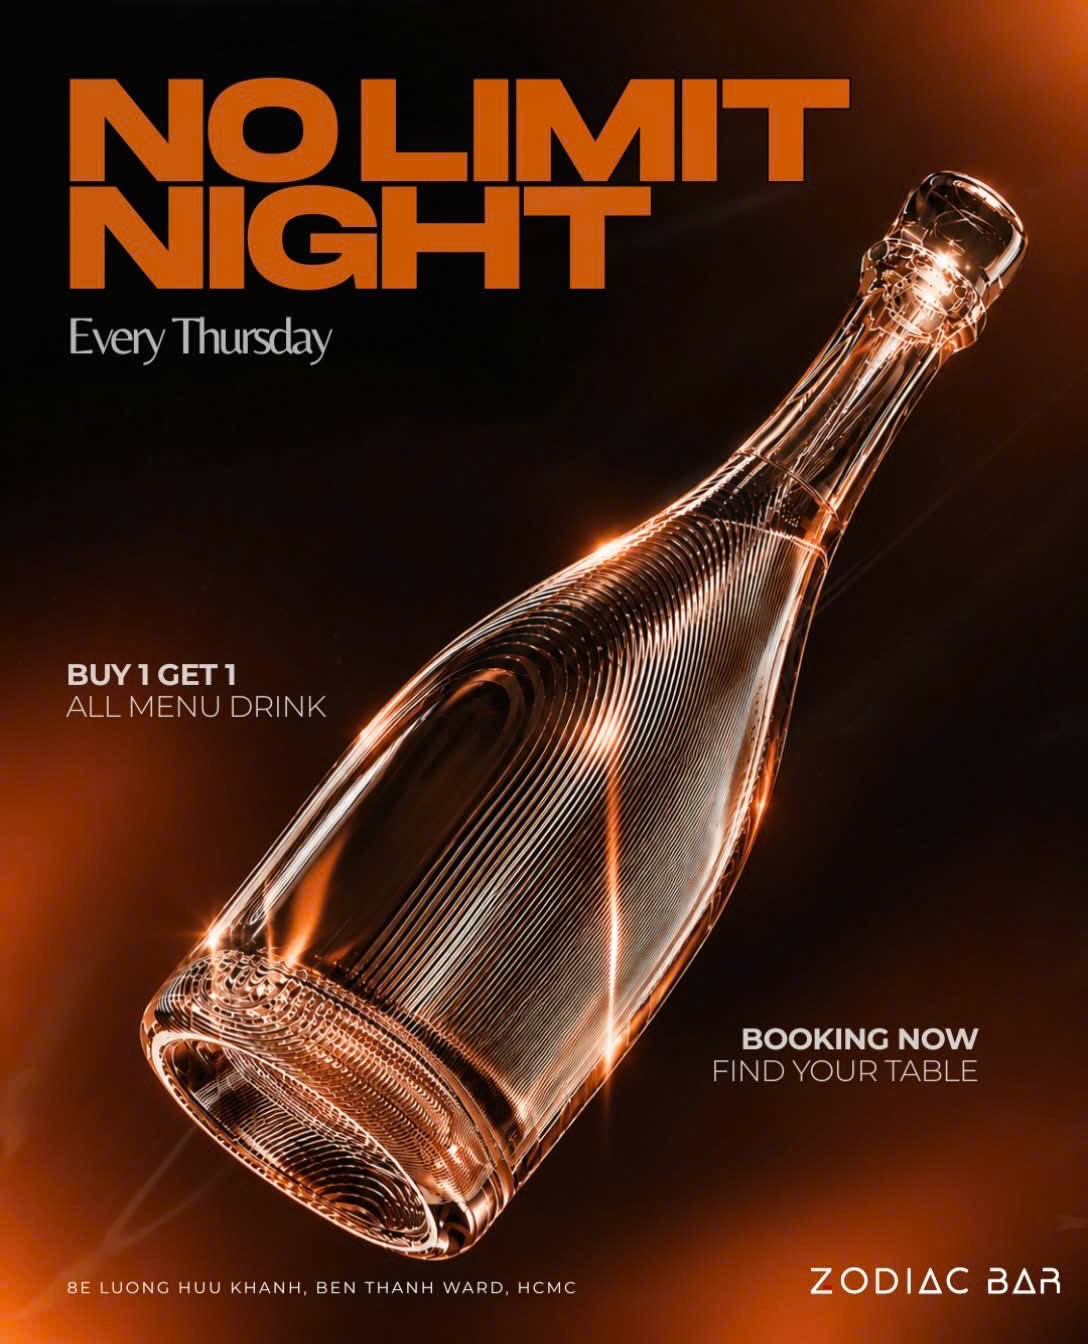 NO LIMIT
NIGHT
Every Thursday
BUY 1 GET 1
ALL MENU DRINK
BOOKING NOW
FIND YOUR TABLE
8E LUONG HUU KHANH, BEN THANH WARD, HCMC
ZODIAC BAR